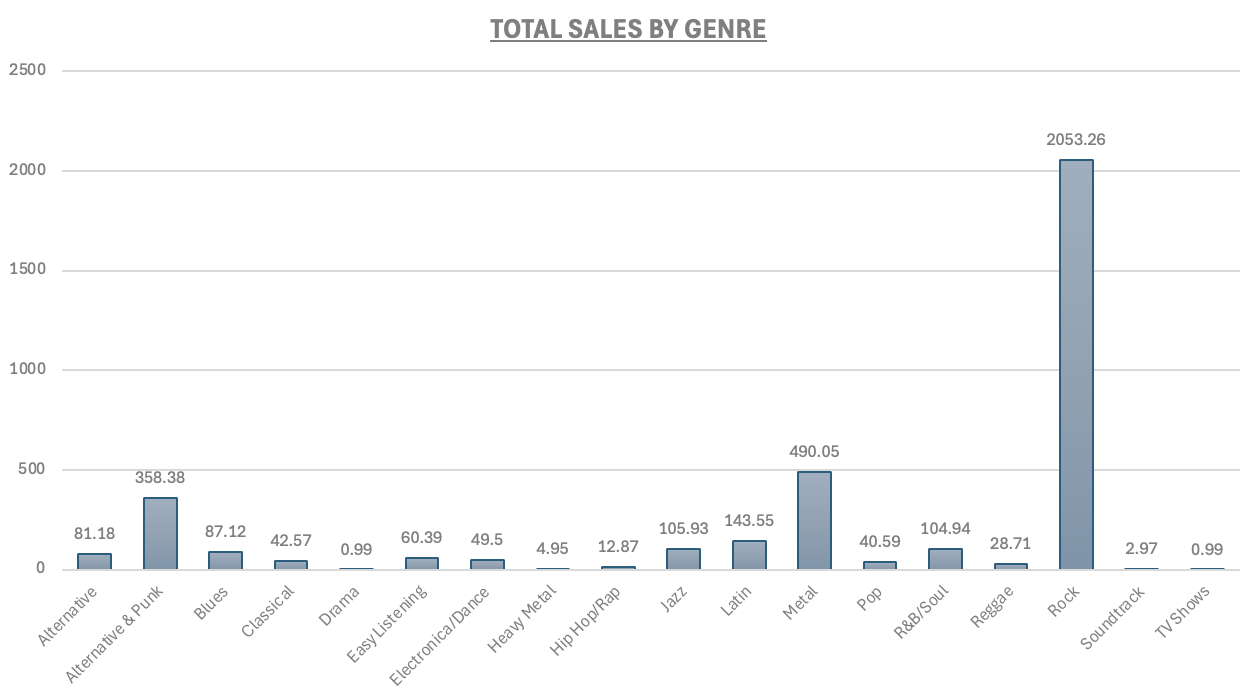 TOTAL SALES BY GENRE
2500
2000
1500
1000
500
0
81.18
358.38
87.12
42.57
0.99
60.39
49.5
4.95
12.87
105.93
143.55
490.05
40.59
104.94
28.71
2053.26
2.97
0.99
Alternative
Alternative & Punk
Blues
Classical
Drama
Easy Listening
Electronica/Dance
Heavy Metal
Hip Hop/Rap
Jazz
Latin
Metal
Pop
R&B/Soul
Reggae
Rock
Soundtrack
TV Shows